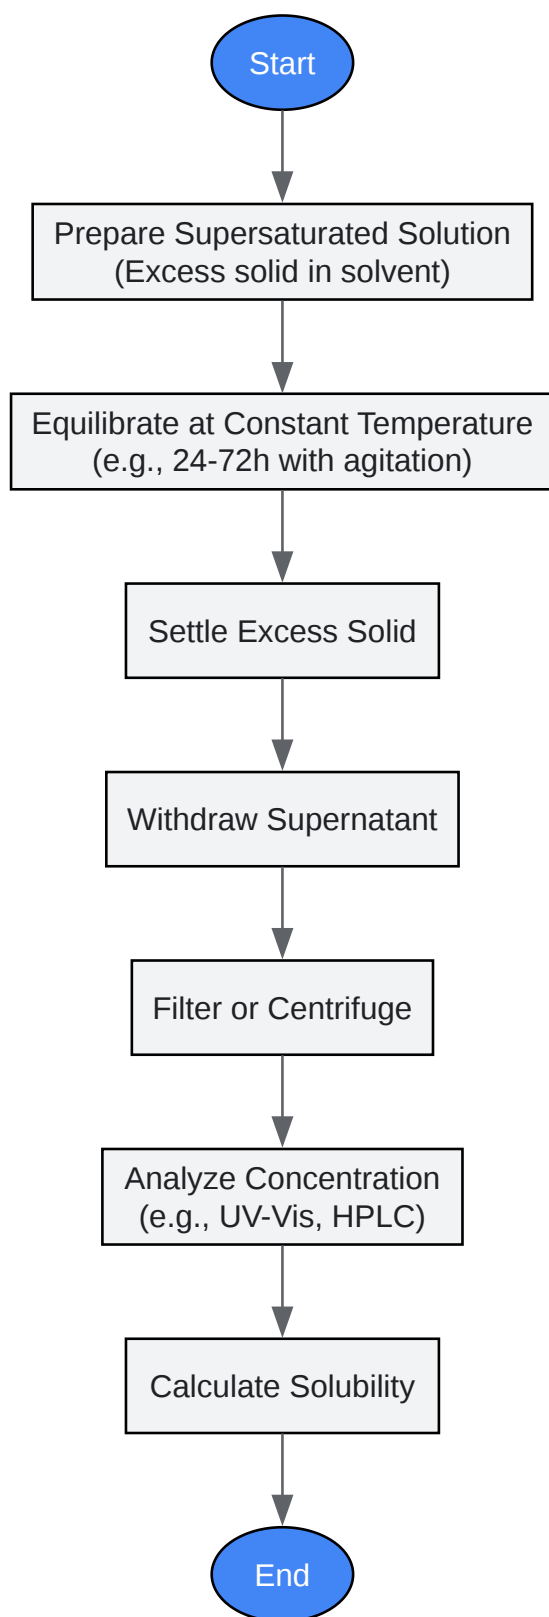 Start
Prepare Supersaturated Solution
(Excess solid in solvent)
Equilibrate at Constant Temperature
(e.g., 24-72h with agitation)
Settle Excess Solid
Withdraw Supernatant
Filter or Centrifuge
Analyze Concentration
(e.g., UV-Vis, HPLC)
Calculate Solubility
End